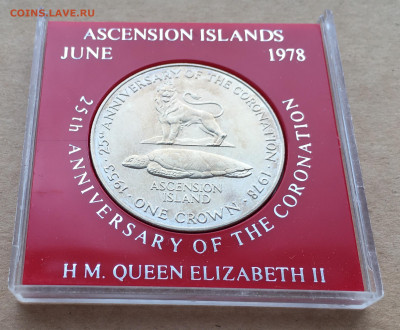 COINS.LAVE.RU
ASCENSION ISLANDS
JUNE 1978
25th ANNIVERSARY OF THE CORONATION
1953 · 25th ANNIVERSARY OF THE CORONATION · 1978
ASCENSION
ISLAND
· ONE CROWN ·
H M. QUEEN ELIZABETH II